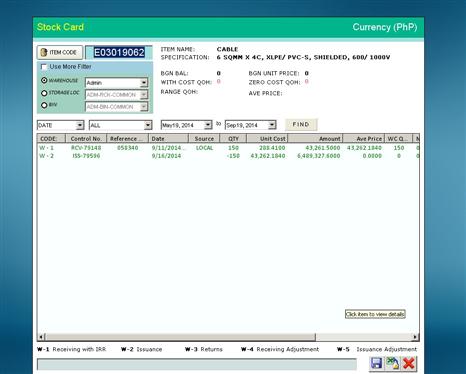 Stock Card Currency (PhP)
ITEM CODE E03019062
ITEM NAME: CABLE
SPECIFICATION: 6 SQMM X 4C, XLPE/ PVC-S, SHIELDED, 600/ 1000V
Use More Filter
BGN BAL: 0 BGN UNIT PRICE: 0
WAREHOUSE Admin
WITH COST QOH: 0 ZERO COST QOH: 0
STORAGE LOC ADM-RCK-COMMON
RANGE QOH: AVE PRICE:
BIN ADM-BIN-COMMON
DATE ALL May19, 2014 to Sep19, 2014 FIND
CODE: Control No. Reference ... Date Source QTY Unit Cost Amount Ave Price WC Q... N
W - 1 RCV-79148 058340 9/11/2014... LOCAL 150 288.4100 43,261.5000 43,262.1840 150 0
W - 2 ISS-79596 9/16/2014 -150 43,262.1840 6,489,327.6000 0.0000 0 0
Click item to view details
W-1 Receiving with IRR W-2 Issuance W-3 Returns W-4 Receiving Adjustment W-5 Issuance Adjustment